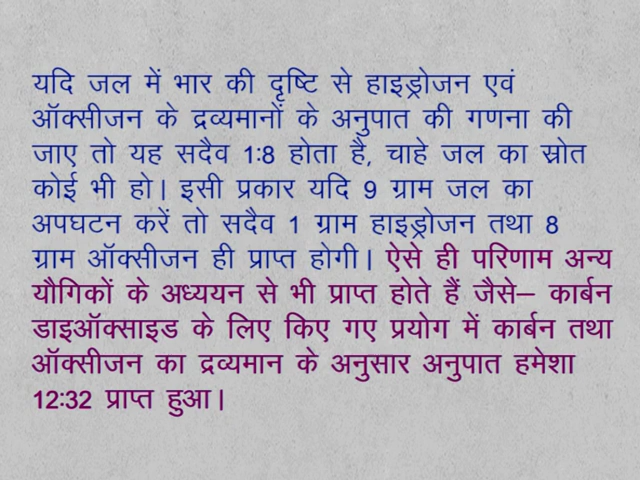 यदि जल में भार की दृष्टि से हाइड्रोजन एवं
ऑक्सीजन के द्रव्यमानों के अनुपात की गणना की
जाए तो यह सदैव 1:8 होता है, चाहे जल का स्रोत
कोई भी हो। इसी प्रकार यदि 9 ग्राम जल का
अपघटन करें तो सदैव 1 ग्राम हाइड्रोजन तथा 8
ग्राम ऑक्सीजन ही प्राप्त होगी। ऐसे ही परिणाम अन्य
यौगिकों के अध्ययन से भी प्राप्त होते हैं जैसे– कार्बन
डाइऑक्साइड के लिए किए गए प्रयोग में कार्बन तथा
ऑक्सीजन का द्रव्यमान के अनुसार अनुपात हमेशा
12:32 प्राप्त हुआ।